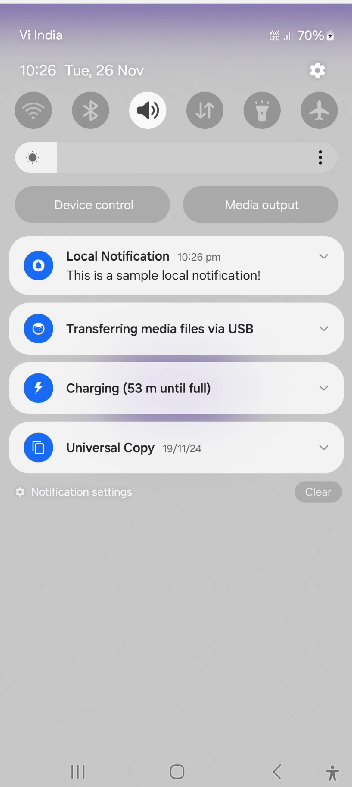 Vi India
70%
10:26 Tue, 26 Nov
Device control
Media output
Local Notification 10:26 pm
This is a sample local notification!
Transferring media files via USB
Charging (53 m until full)
Universal Copy 19/11/24
Notification settings
Clear